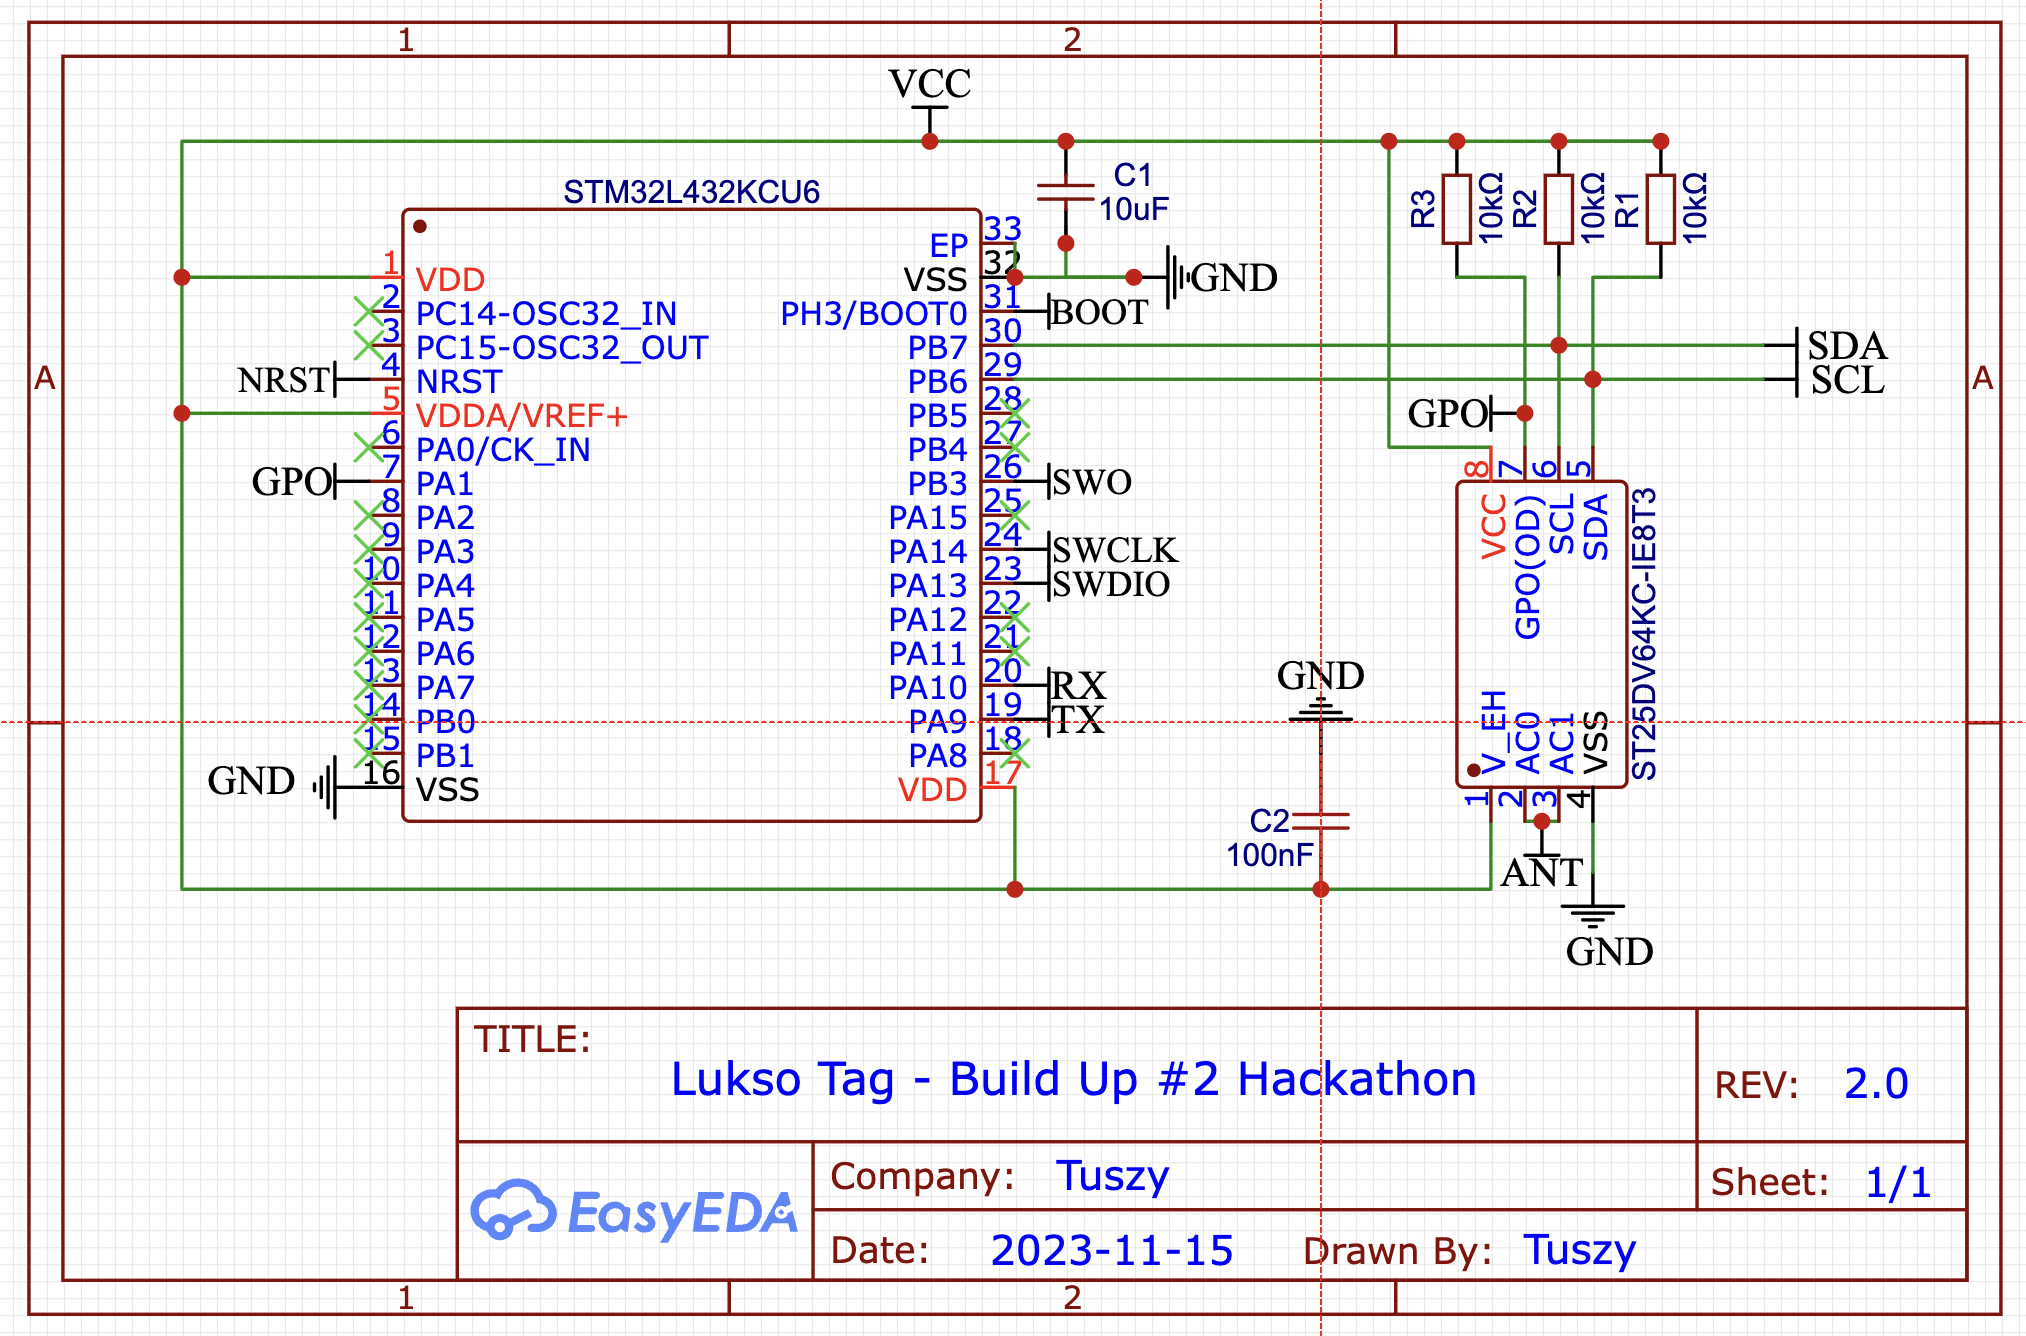 1
2
VCC
STM32L432KCU6
C1
10uF
R3
10kΩ
R2
10kΩ
R1
10kΩ
1 VDD
2 PC14-OSC32_IN
3 PC15-OSC32_OUT
NRST 4 NRST
5 VDDA/VREF+
6 PA0/CK_IN
GPO 7 PA1
8 PA2
9 PA3
10 PA4
11 PA5
12 PA6
13 PA7
14 PB0
15 PB1
GND 16 VSS
EP 33
VSS 32 GND
PH3/BOOT0 31 BOOT
PB7 30 SDA
PB6 29 SCL
PB5 28
PB4 27
PB3 26 SWO
PA15 25
PA14 24 SWCLK
PA13 23 SWDIO
PA12 22
PA11 21
PA10 20 RX
PA9 19 TX
PA8 18
VDD 17
A
A
GPO
8 7 6 5
VCC
GPO(OD)
SCL
SDA
ST25DV64KC-IE8T3
V_EH
AC0
AC1
VSS
1 2 3 4
GND
C2
100nF
ANT
GND
TITLE:
Lukso Tag - Build Up #2 Hackathon
REV: 2.0
EasyEDA
Company: Tuszy
Sheet: 1/1
Date: 2023-11-15
Drawn By: Tuszy
1
2